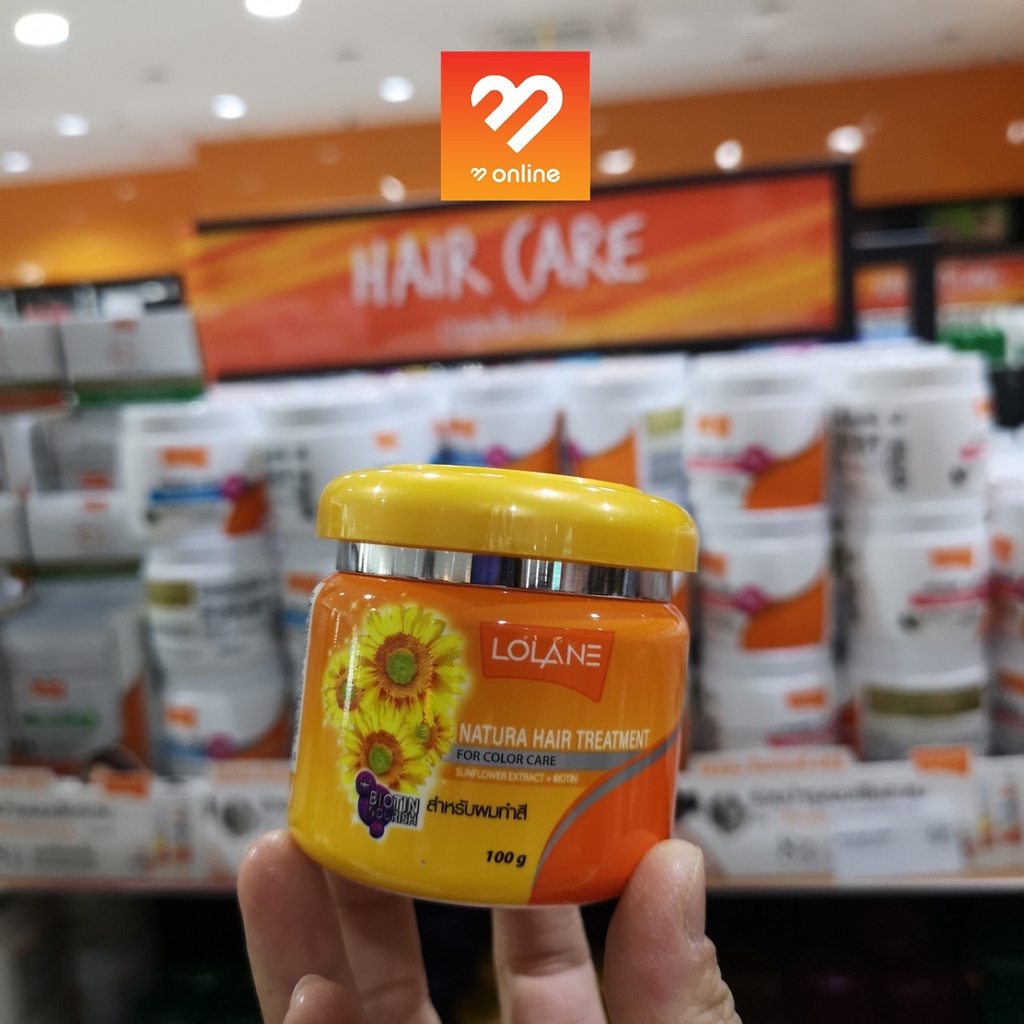 online
HAIR CARE
LOLANE
NATURA HAIR TREATMENT
FOR COLOR CARE
SUNFLOWER EXTRACT + BIOTIN
BIOTIN
NOURISH
สำหรับผมทำสี
100 g